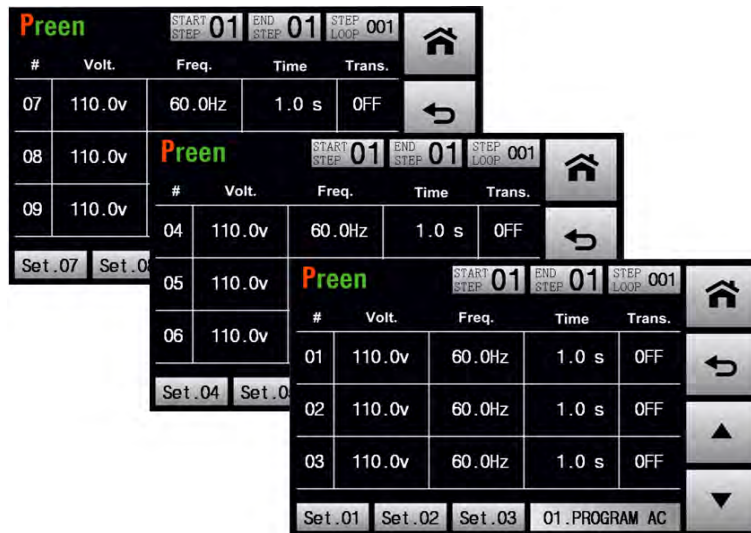 Preen START STEP 01 END STEP 01 STEP LOOP 001
# Volt. Freq. Time Trans.
07 110.0v 60.0Hz 1.0 s OFF
08 110.0v
09 110.0v
Set.07
Preen START STEP 01 END STEP 01 STEP LOOP 001
# Volt. Freq. Time Trans.
04 110.0v 60.0Hz 1.0 s OFF
05 110.0v
06 110.0v
Set.04
Preen START STEP 01 END STEP 01 STEP LOOP 001
# Volt. Freq. Time Trans.
01 110.0v 60.0Hz 1.0 s OFF
02 110.0v 60.0Hz 1.0 s OFF
03 110.0v 60.0Hz 1.0 s OFF
Set.01 Set.02 Set.03 01.PROGRAM AC